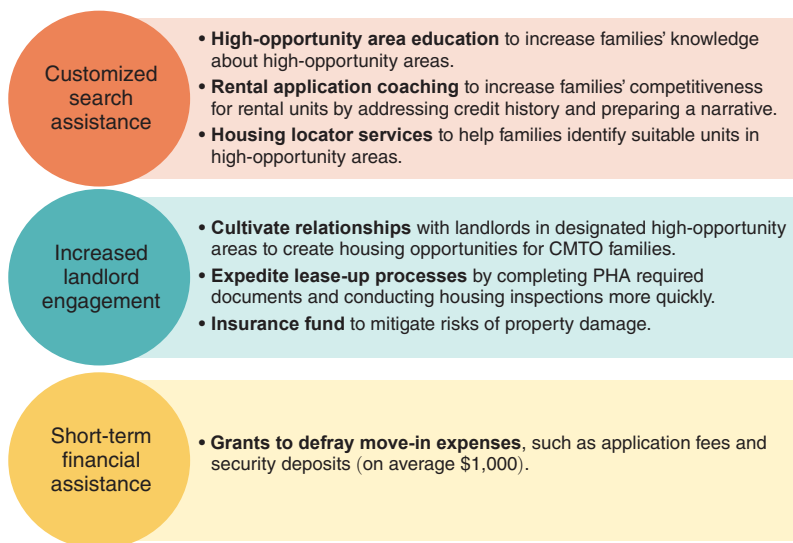 Customized
search
assistance
• High-opportunity area education to increase families’ knowledge
about high-opportunity areas.
• Rental application coaching to increase families’ competitiveness
for rental units by addressing credit history and preparing a narrative.
• Housing locator services to help families identify suitable units in
high-opportunity areas.
Increased
landlord
engagement
• Cultivate relationships with landlords in designated high-opportunity
areas to create housing opportunities for CMTO families.
• Expedite lease-up processes by completing PHA required
documents and conducting housing inspections more quickly.
• Insurance fund to mitigate risks of property damage.
Short-term
financial
assistance
• Grants to defray move-in expenses, such as application fees and
security deposits (on average $1,000).